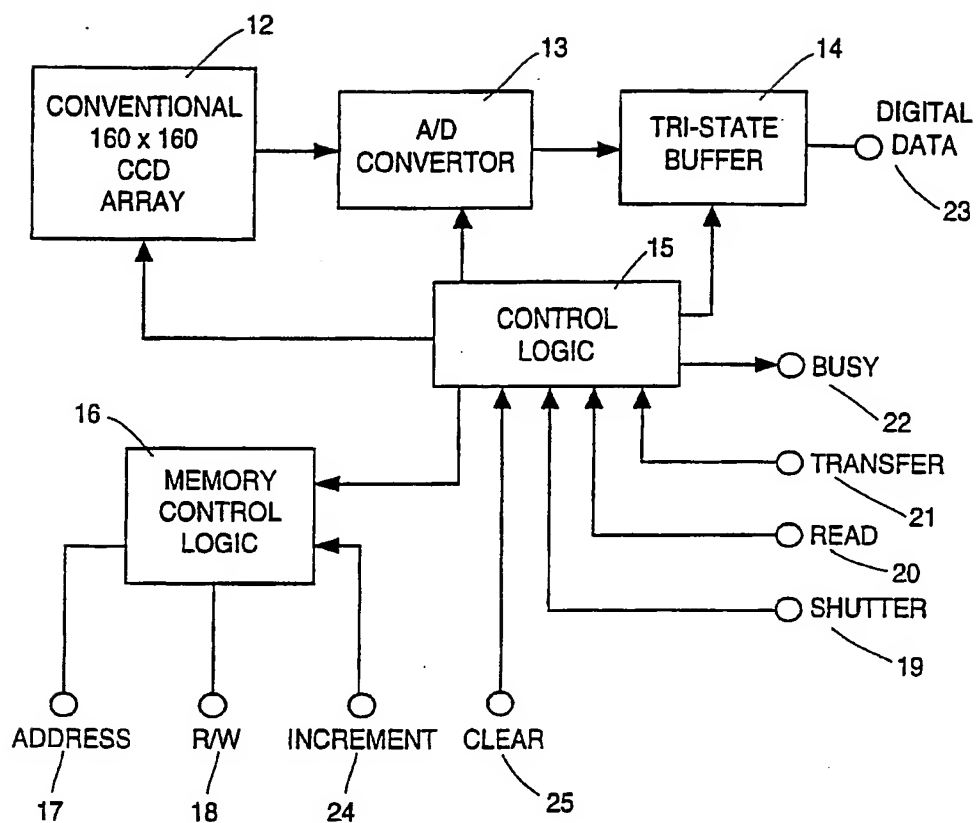 12
13
14
CONVENTIONAL
160 x 160
CCD
ARRAY
A/D
CONVERTOR
TRI-STATE
BUFFER
DIGITAL
DATA
23
15
CONTROL
LOGIC
BUSY
22
16
MEMORY
CONTROL
LOGIC
TRANSFER
21
READ
20
SHUTTER
19
ADDRESS
R/W
INCREMENT
CLEAR
17
18
24
25